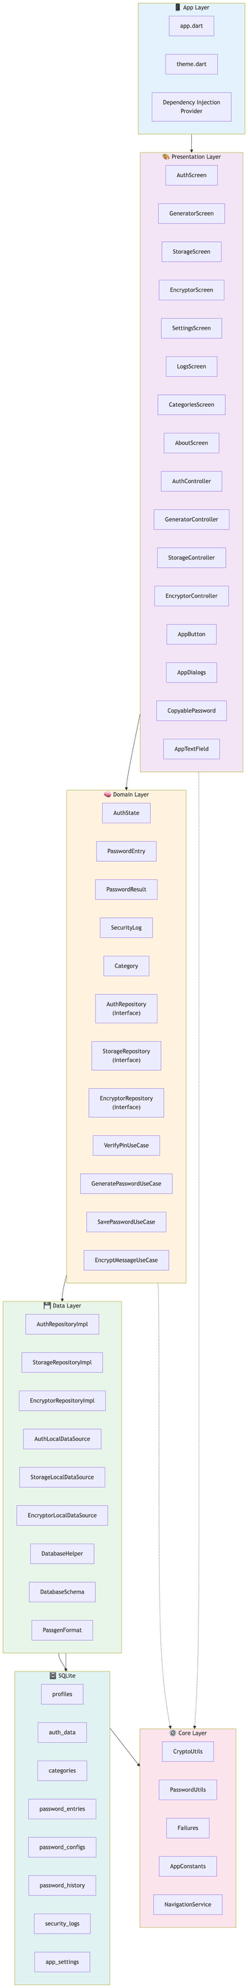 📱 App Layer
app.dart
theme.dart
Dependency Injection
Provider
🎨 Presentation Layer
AuthScreen
GeneratorScreen
StorageScreen
EncryptorScreen
SettingsScreen
LogsScreen
CategoriesScreen
AboutScreen
AuthController
GeneratorController
StorageController
EncryptorController
AppButton
AppDialogs
CopyablePassword
AppTextField
🧠 Domain Layer
AuthState
PasswordEntry
PasswordResult
SecurityLog
Category
AuthRepository
(interface)
StorageRepository
(interface)
EncryptorRepository
(interface)
VerifyPinUseCase
GeneratePasswordUseCase
SavePasswordUseCase
EncryptMessageUseCase
💾 Data Layer
AuthRepositoryImpl
StorageRepositoryImpl
EncryptorRepositoryImpl
AuthLocalDataSource
StorageLocalDataSource
EncryptorLocalDataSource
DatabaseHelper
DatabaseSchema
PassgenFormat
🗄️ SQLite
profiles
auth_data
categories
password_entries
password_configs
password_history
security_logs
app_settings
⚙️ Core Layer
CryptoUtils
PasswordUtils
Failures
AppConstants
NavigationService